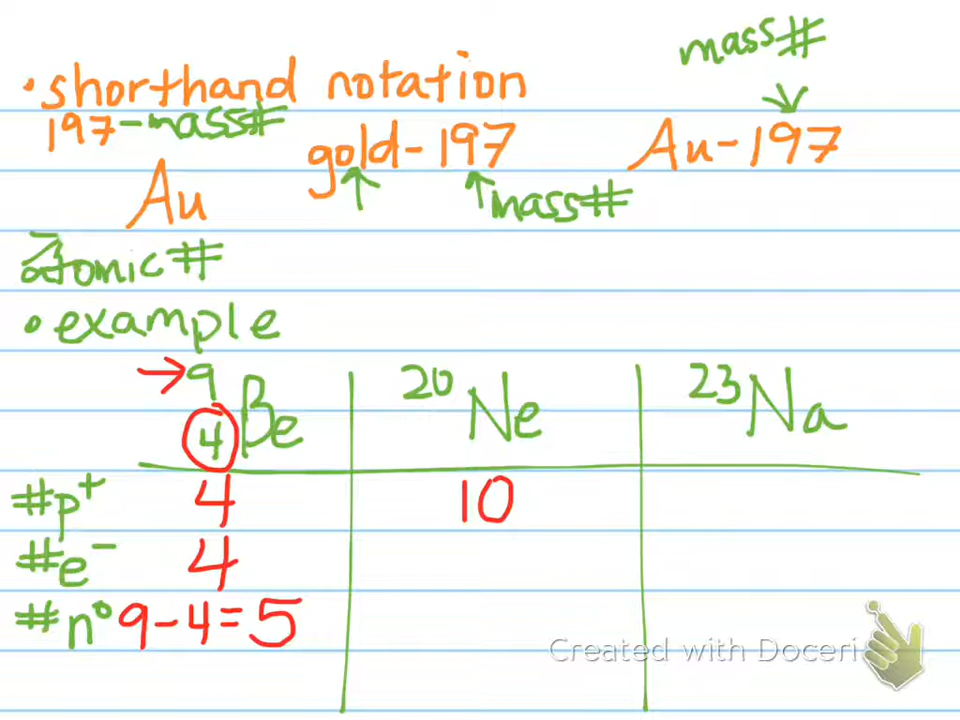 mass#
• shorthand notation
197-mass# gold-197 Au-197
Au mass#
atomic#
• example
9 20 23
4 Be Ne Na
#p+ 4 10
#e- 4
#n° 9-4=5
Created with Doceri